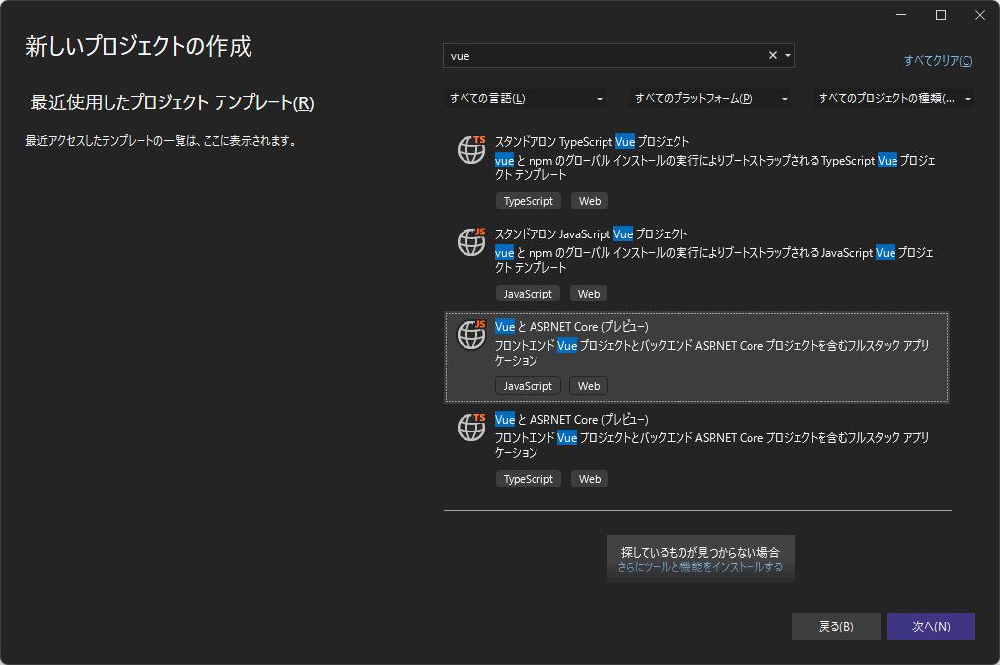 新しいプロジェクトの作成
最近使用したプロジェクト テンプレート(R)
最近アクセスしたテンプレートの一覧は、ここに表示されます。
vue
すべてクリア(C)
すべての言語(L)
すべてのプラットフォーム(P)
すべてのプロジェクトの種類(...
TS
スタンドアロン TypeScript Vue プロジェクト
vue と npm のグローバル インストールの実行によりブートストラップされる TypeScript Vue プロジェ
クト テンプレート
TypeScript Web
JS
スタンドアロン JavaScript Vue プロジェクト
vue と npm のグローバル インストールの実行によりブートストラップされる JavaScript Vue プロジェ
クト テンプレート
JavaScript Web
JS
Vue と ASP.NET Core (プレビュー)
フロントエンド Vue プロジェクトとバックエンド ASP.NET Core プロジェクトを含むフルスタック アプリ
ケーション
JavaScript Web
TS
Vue と ASP.NET Core (プレビュー)
フロントエンド Vue プロジェクトとバックエンド ASP.NET Core プロジェクトを含むフルスタック アプリ
ケーション
TypeScript Web
探しているものが見つからない場合
さらにツールと機能をインストールする
戻る(B)
次へ(N)